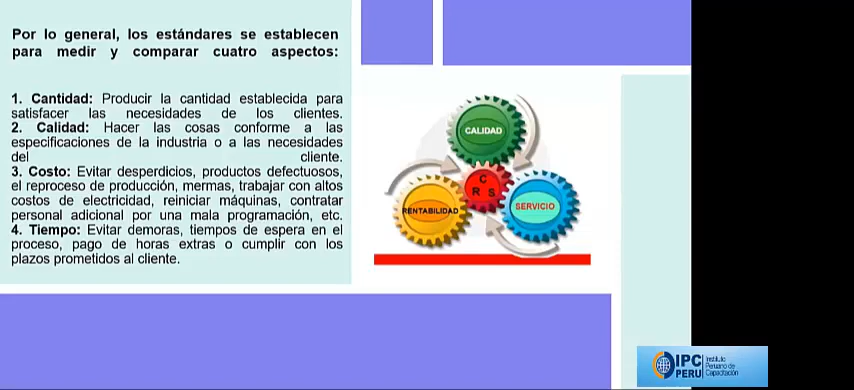 Por lo general, los estándares se establecen
para medir y comparar cuatro aspectos:
1. Cantidad: Producir la cantidad establecida para
satisfacer las necesidades de los clientes.
2. Calidad: Hacer las cosas conforme a las
especificaciones de la industria o a las necesidades
del cliente.
3. Costo: Evitar desperdicios, productos defectuosos,
el reproceso de producción, mermas, trabajar con altos
costos de electricidad, reiniciar máquinas, contratar
personal adicional por una mala programación, etc.
4. Tiempo: Evitar demoras, tiempos de espera en el
proceso, pago de horas extras o cumplir con los
plazos prometidos al cliente.
CALIDAD
C
R S
RENTABILIDAD
SERVICIO
IPC
PERU
Instituto
Peruano de
Capacitación